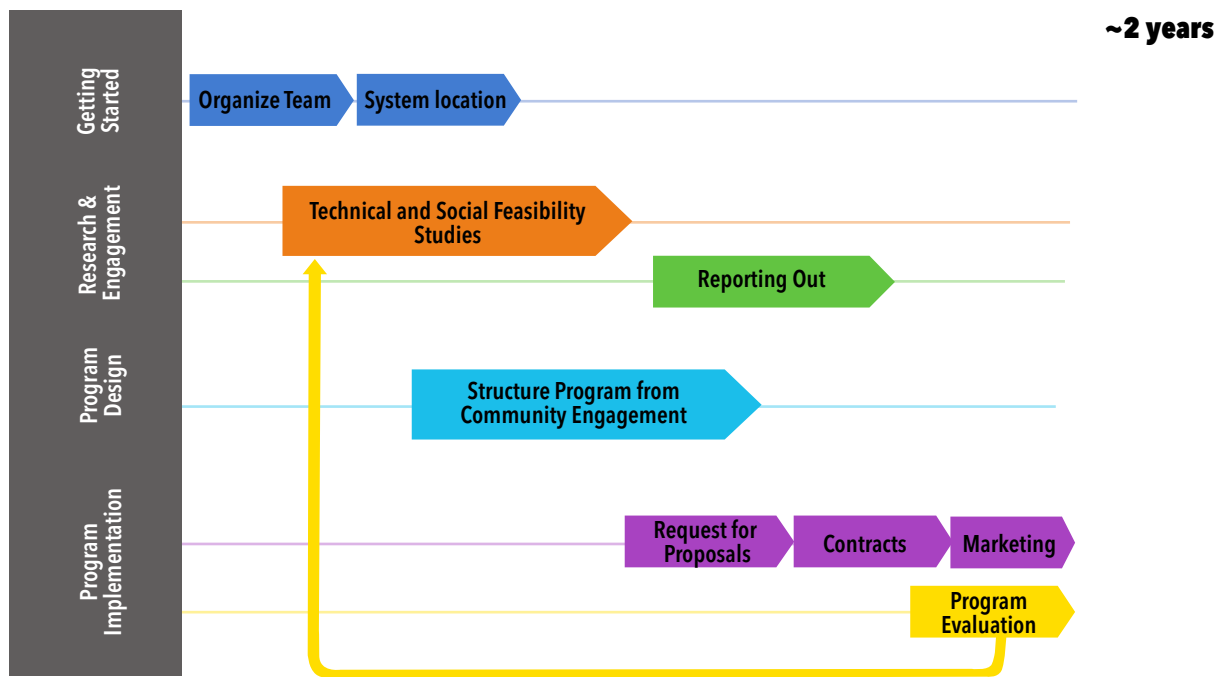 ~2 years
Getting
Started
Organize Team
System location
Research &
Engagement
Technical and Social Feasibility
Studies
Reporting Out
Program
Design
Structure Program from
Community Engagement
Program
Implementation
Request for
Proposals
Contracts
Marketing
Program
Evaluation